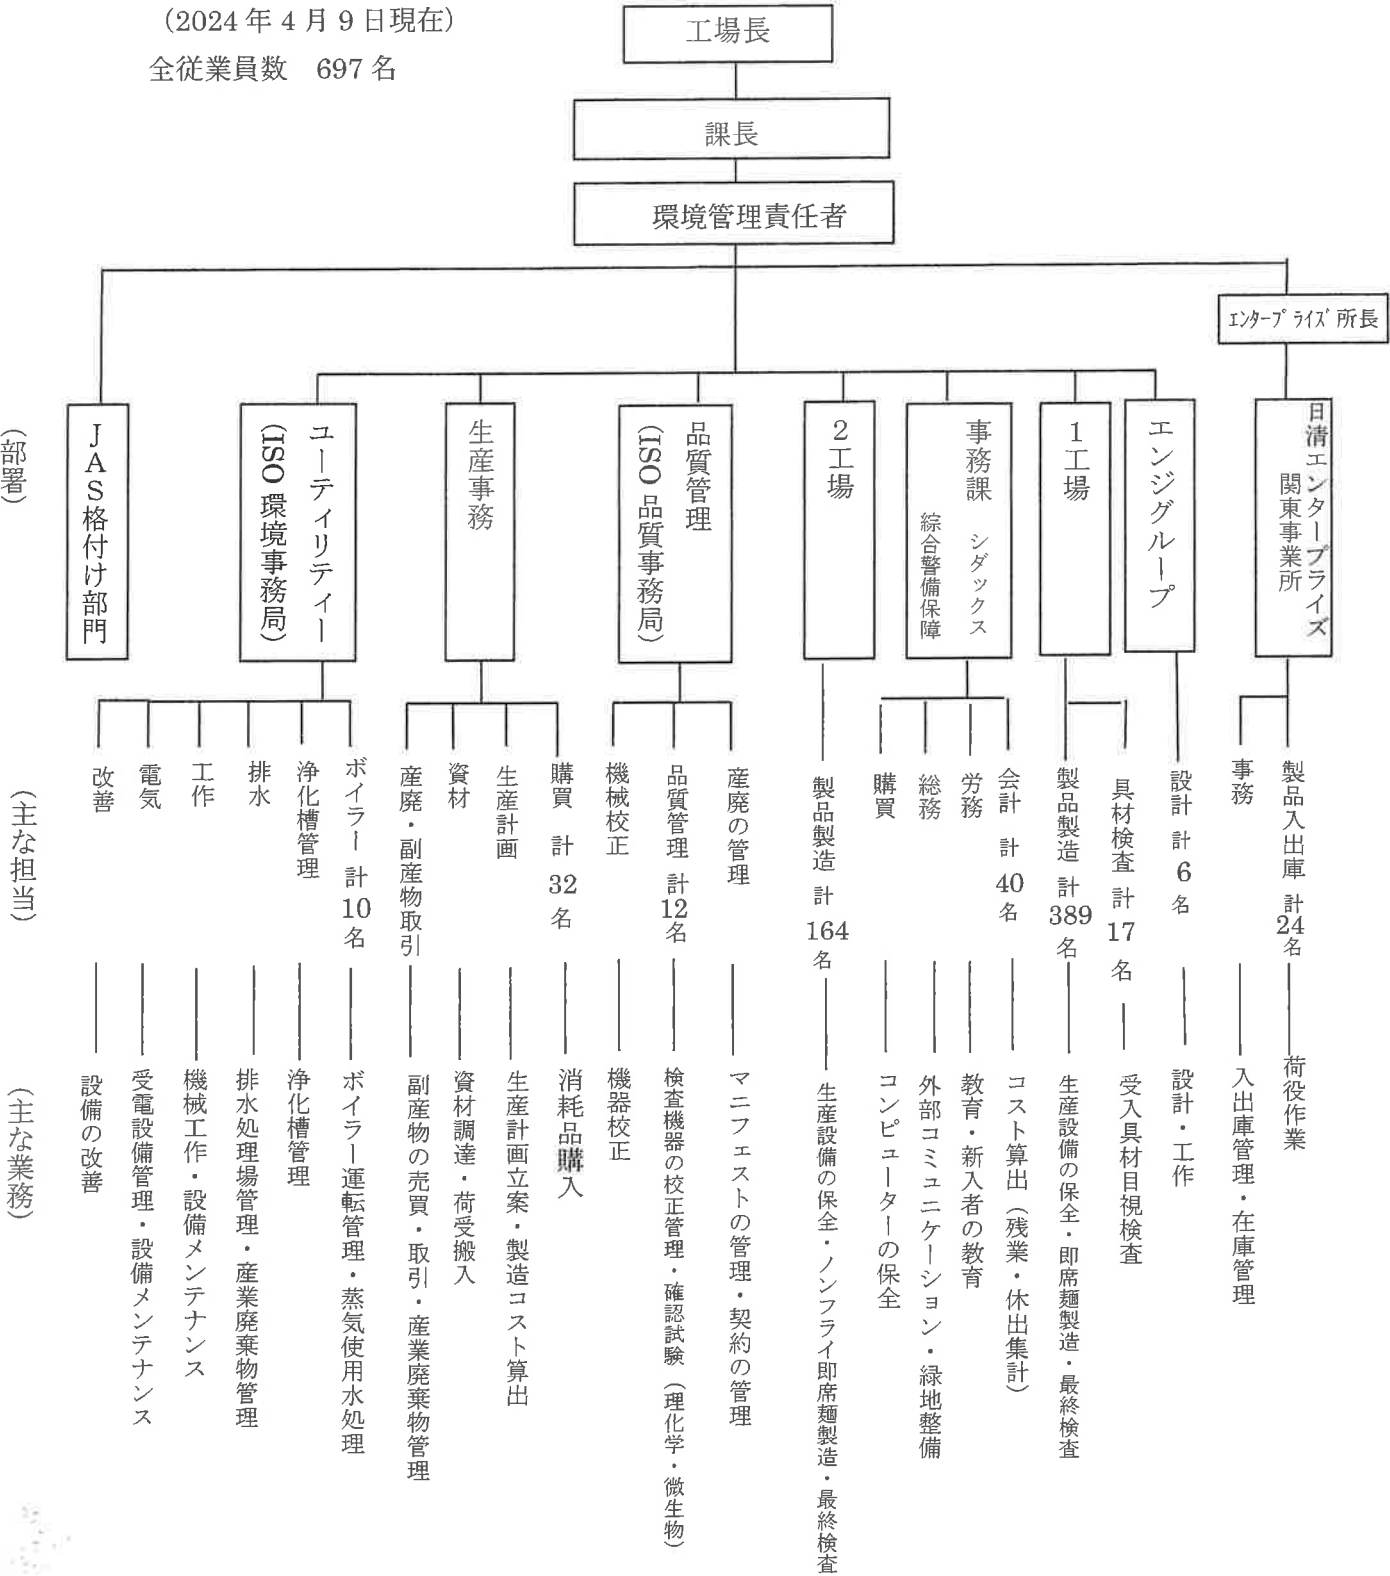 （2024年4月9日現在）
全従業員数　697名
工場長
課長
環境管理責任者
エンタープライズ所長
（部署）
JAS格付け部門
ユーティリティー
（ISO環境事務局）
生産事務
品質管理
（ISO品質事務局）
2工場
事務課　シダックス
綜合警備保障
1工場
エンジグループ
日清エンタープライズ
関東事業所
（主な担当）
改善
電気
工作
排水
浄化槽管理
ボイラー　計10名
産廃・副産物取引
資材
生産計画
購買　計32名
機械校正
品質管理　計12名
産廃の管理
製品製造　計164名
購買
総務
労務
会計　計40名
製品製造　計389名
具材検査　計17名
設計　計6名
事務
製品入出庫　計24名
（主な業務）
設備の改善
受電設備管理・設備メンテナンス
機械工作・設備メンテナンス
排水処理場管理・産業廃棄物管理
浄化槽管理
ボイラー運転管理・蒸気使用水処理
副産物の売買・取引・産業廃棄物管理
資材調達・荷受搬入
生産計画立案・製造コスト算出
消耗品購入
機器校正
検査機器の校正管理・確認試験（理化学・微生物）
マニフェストの管理・契約の管理
生産設備の保全・ノンフライ即席麺製造・最終検査
コンピューターの保全
外部コミュニケーション・緑地整備
教育・新入者の教育
コスト算出（残業・休出集計）
生産設備の保全・即席麺製造・最終検査
受入具材目視検査
設計・工作
入出庫管理・在庫管理
荷役作業